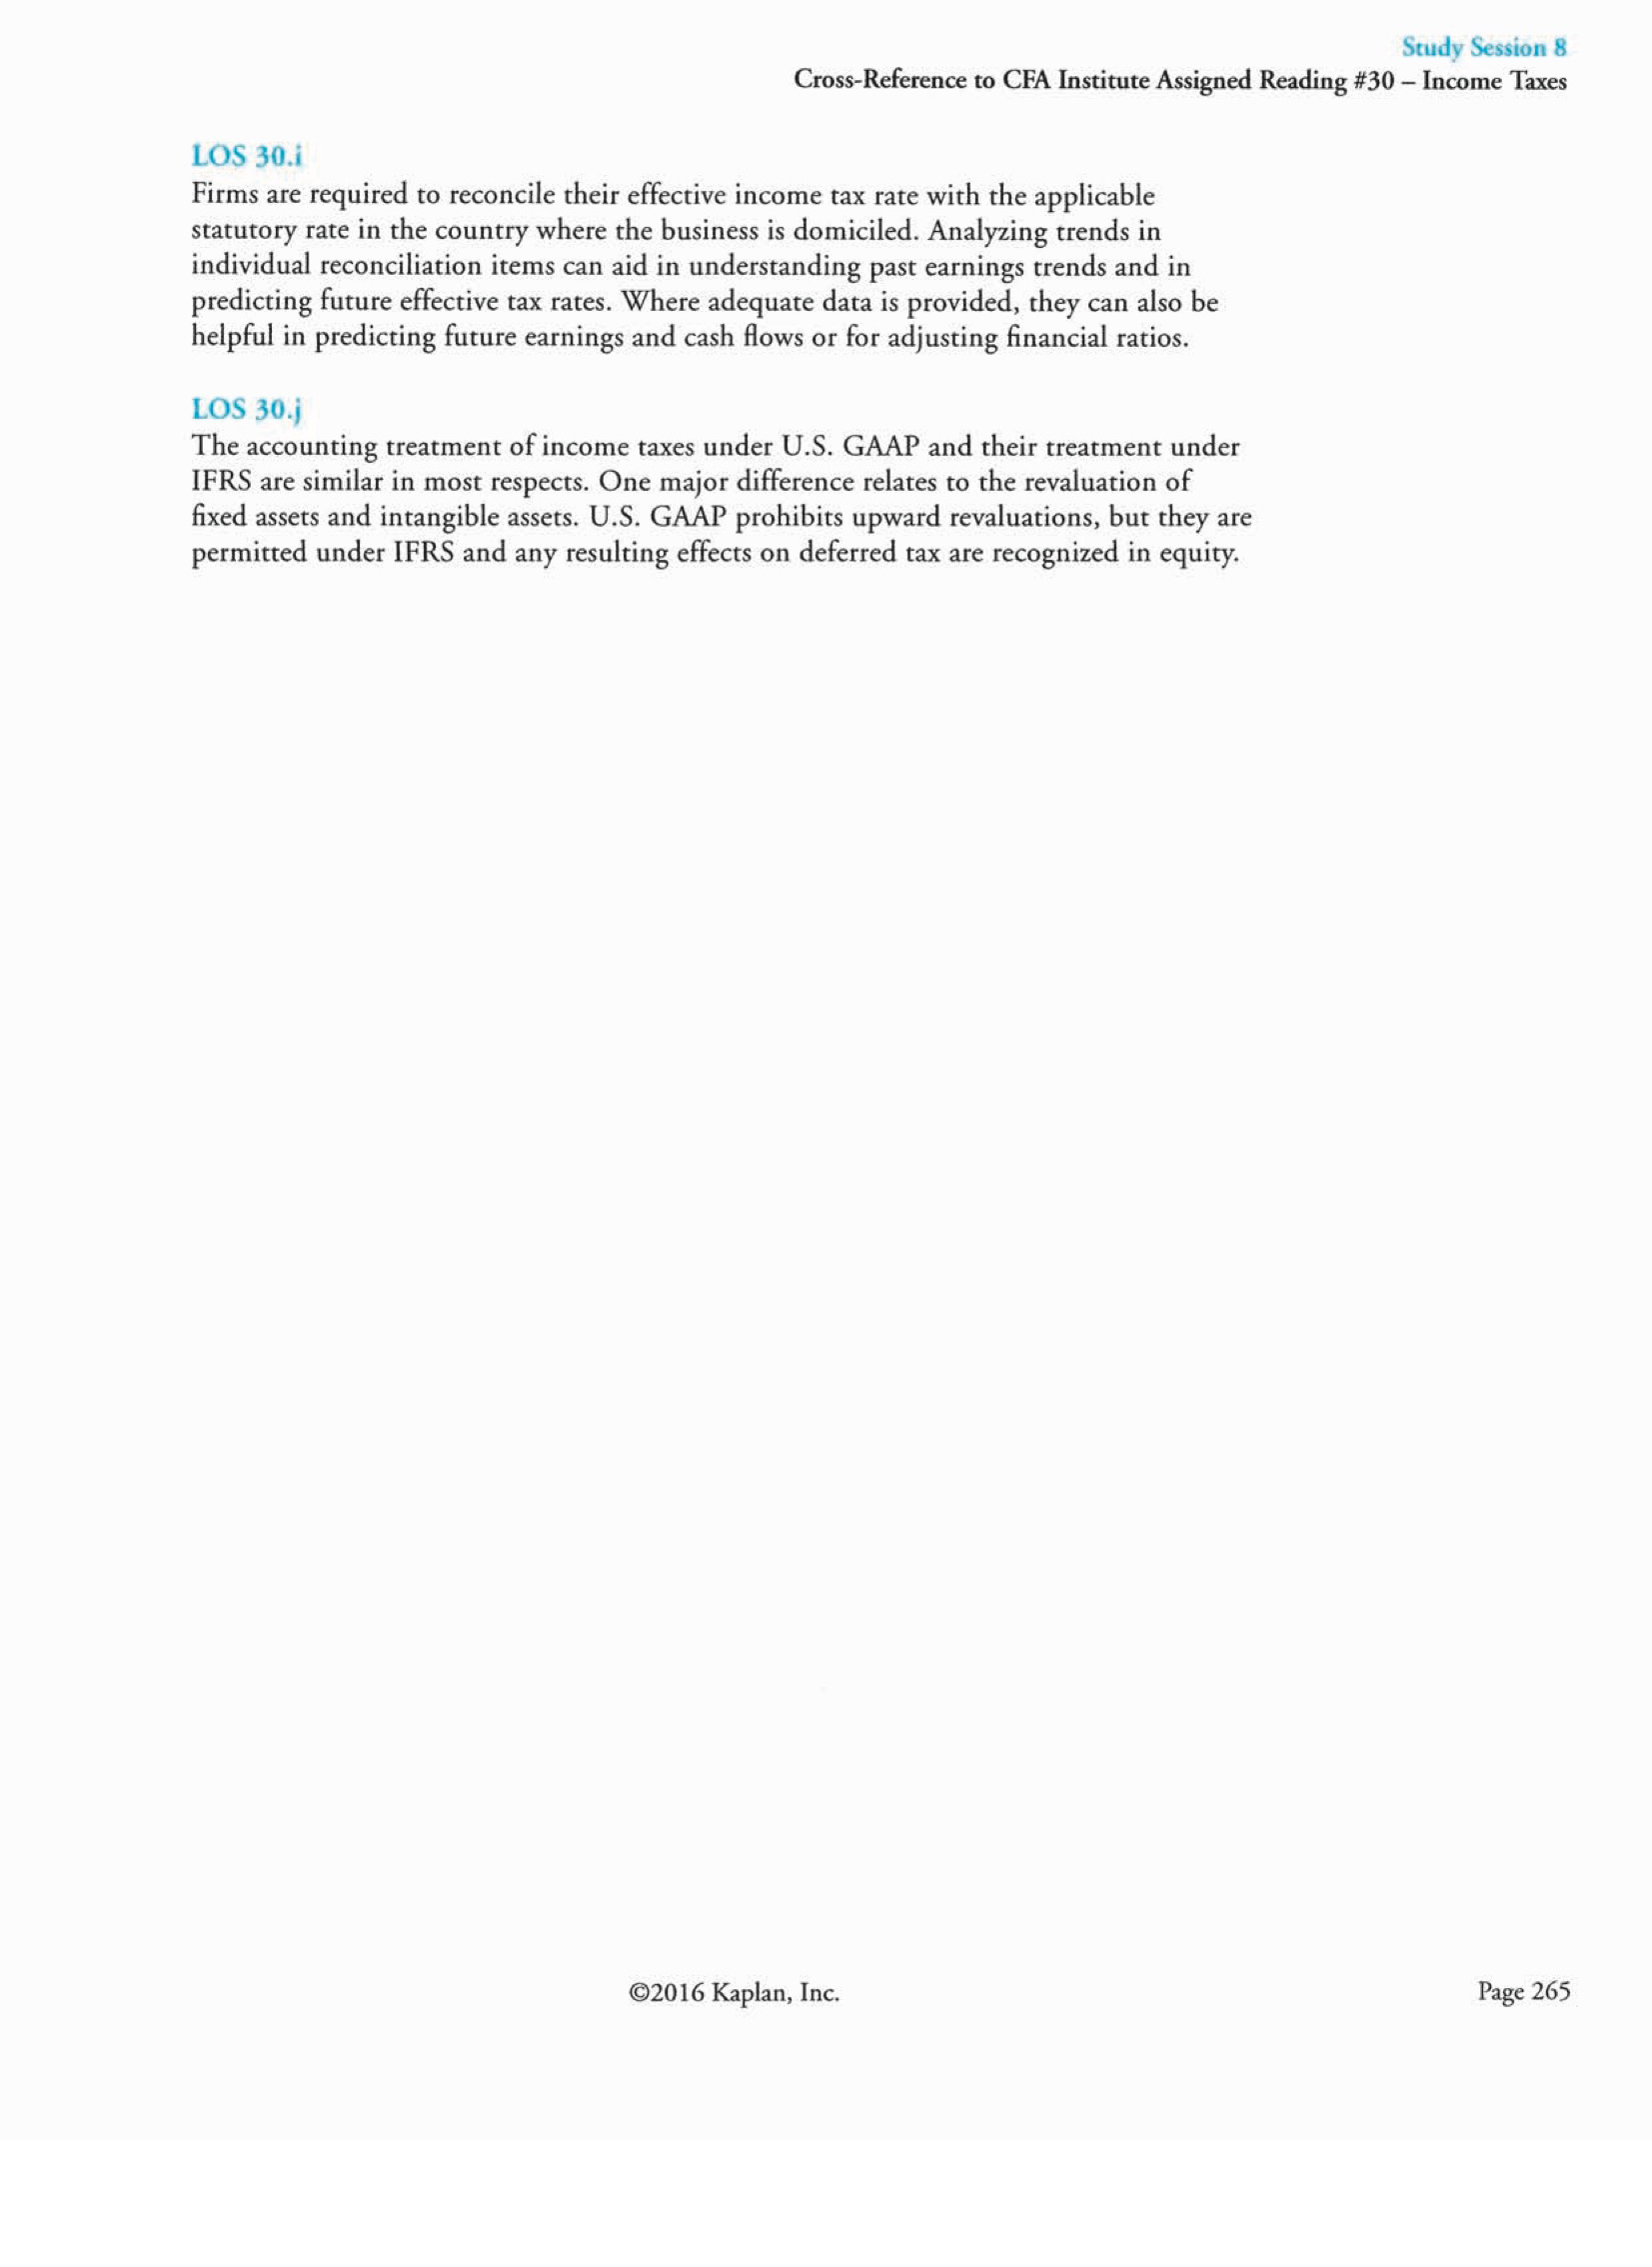 Study Session 8
Cross-Reference to CFA Institute Assigned Reading #30 – Income Taxes
LOS 30.i
Firms are required to reconcile their effective income tax rate with the applicable
statutory rate in the country where the business is domiciled. Analyzing trends in
individual reconciliation items can aid in understanding past earnings trends and in
predicting future effective tax rates. Where adequate data is provided, they can also be
helpful in predicting future earnings and cash flows or for adjusting financial ratios.
LOS 30.j
The accounting treatment of income taxes under U.S. GAAP and their treatment under
IFRS are similar in most respects. One major difference relates to the revaluation of
fixed assets and intangible assets. U.S. GAAP prohibits upward revaluations, but they are
permitted under IFRS and any resulting effects on deferred tax are recognized in equity.
©2016 Kaplan, Inc.
Page 265